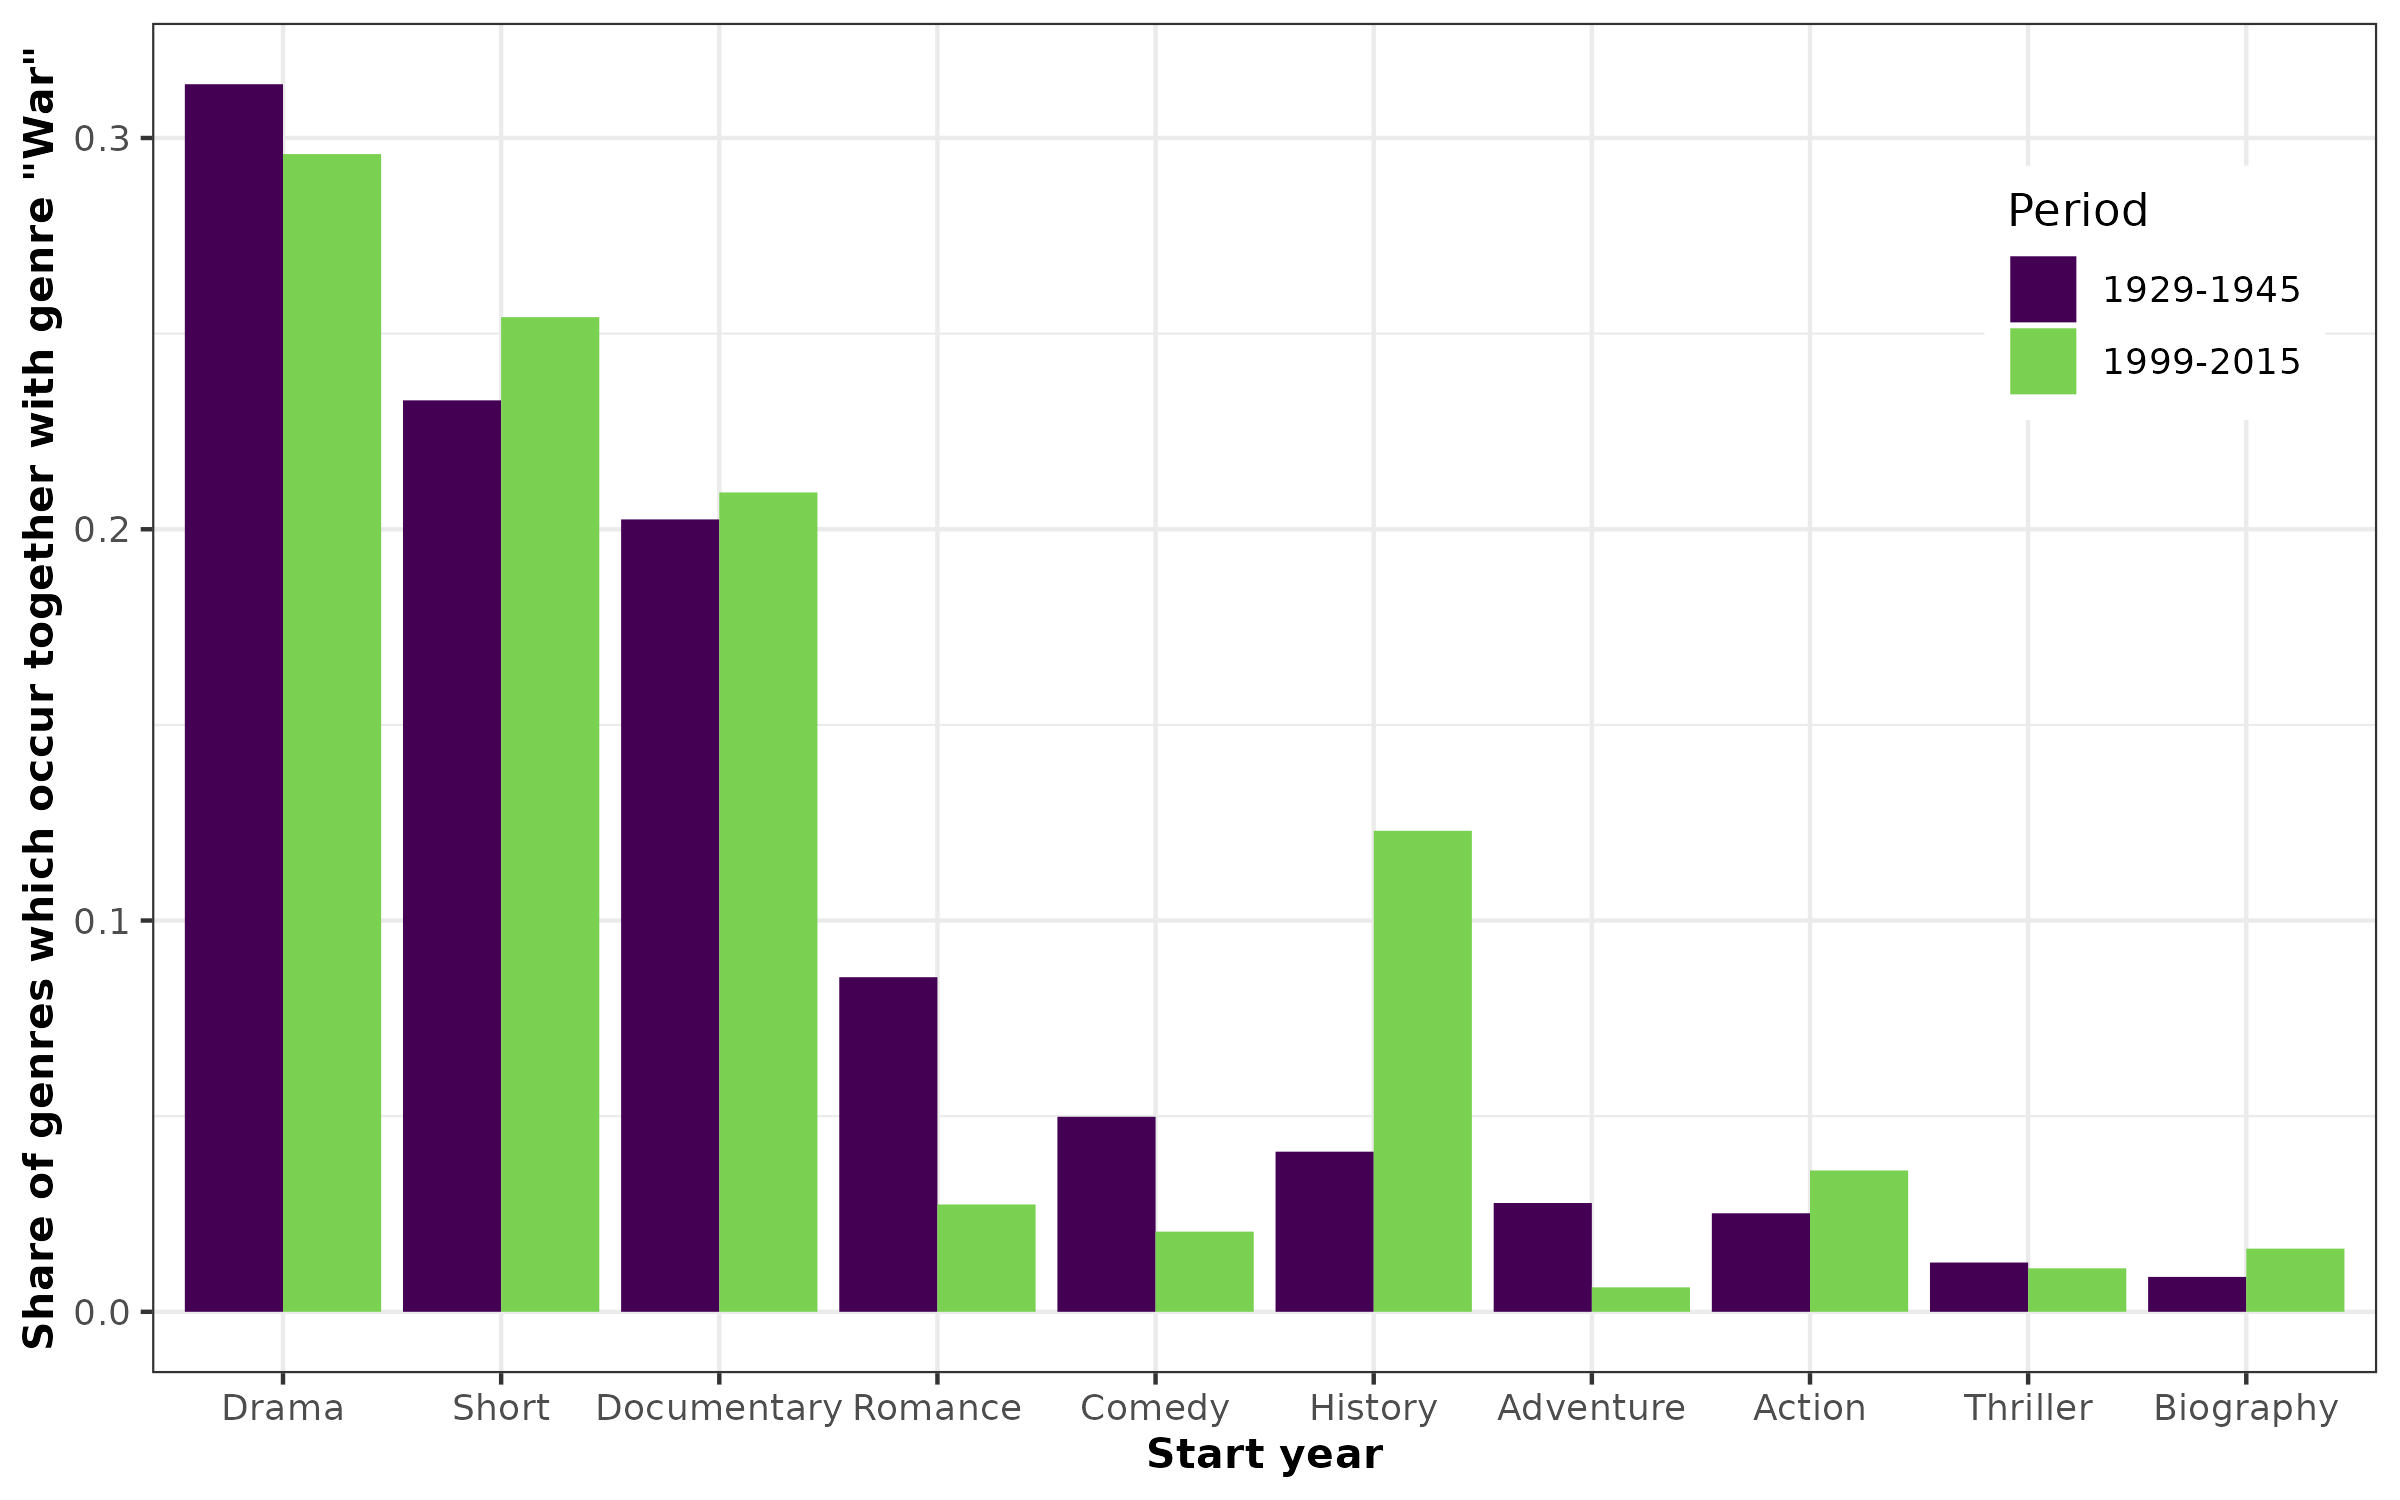 Share of genres which occur together with genre "War"
0.3
0.2
0.1
0.0
Period
1929-1945
1999-2015
Drama Short Documentary Romance Comedy History Adventure Action Thriller Biography
Start year